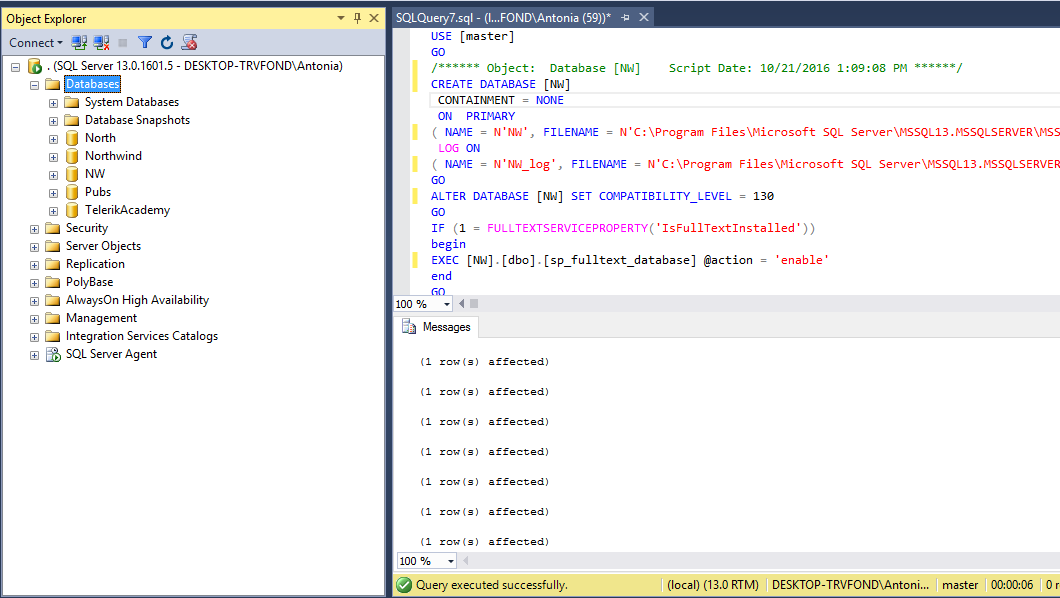 Object Explorer
Connect
. (SQL Server 13.0.1601.5 - DESKTOP-TRVFOND\Antonia)
Databases
System Databases
Database Snapshots
North
Northwind
NW
Pubs
TelerikAcademy
Security
Server Objects
Replication
PolyBase
AlwaysOn High Availability
Management
Integration Services Catalogs
SQL Server Agent
SQLQuery7.sql - (l...FOND\Antonia (59))*
USE [master]
GO
/****** Object:  Database [NW]    Script Date: 10/21/2016 1:09:08 PM ******/
CREATE DATABASE [NW]
CONTAINMENT = NONE
ON  PRIMARY
( NAME = N'NW', FILENAME = N'C:\Program Files\Microsoft SQL Server\MSSQL13.MSSQLSERVER\MSS
LOG ON
( NAME = N'NW_log', FILENAME = N'C:\Program Files\Microsoft SQL Server\MSSQL13.MSSQLSERVER
GO
ALTER DATABASE [NW] SET COMPATIBILITY_LEVEL = 130
GO
IF (1 = FULLTEXTSERVICEPROPERTY('IsFullTextInstalled'))
begin
EXEC [NW].[dbo].[sp_fulltext_database] @action = 'enable'
end
GO
100 %
Messages
(1 row(s) affected)
(1 row(s) affected)
(1 row(s) affected)
(1 row(s) affected)
(1 row(s) affected)
(1 row(s) affected)
(1 row(s) affected)
100 %
Query executed successfully.
(local) (13.0 RTM)
DESKTOP-TRVFOND\Antoni...
master
00:00:06
0 r